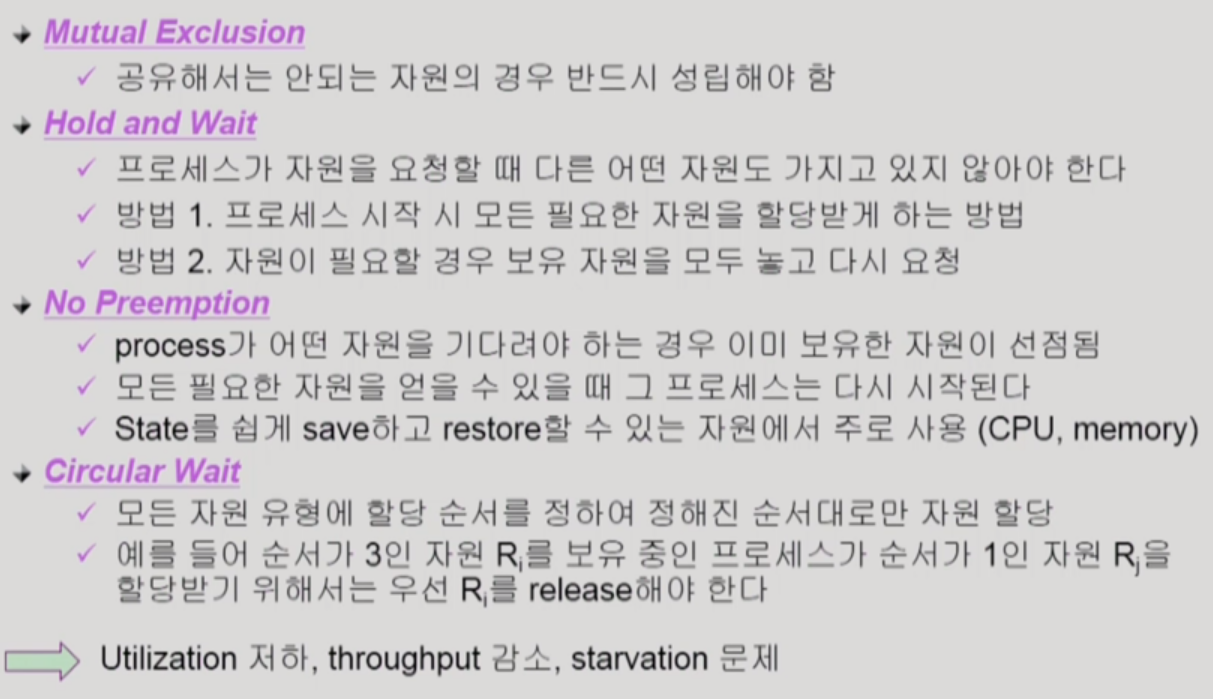 Mutual Exclusion
공유해서는 안되는 자원의 경우 반드시 성립해야 함
Hold and Wait
프로세스가 자원을 요청할 때 다른 어떤 자원도 가지고 있지 않아야 한다
방법 1. 프로세스 시작 시 모든 필요한 자원을 할당받게 하는 방법
방법 2. 자원이 필요할 경우 보유 자원을 모두 놓고 다시 요청
No Preemption
process가 어떤 자원을 기다려야 하는 경우 이미 보유한 자원이 선점됨
모든 필요한 자원을 얻을 수 있을 때 그 프로세스는 다시 시작된다
State를 쉽게 save하고 restore할 수 있는 자원에서 주로 사용 (CPU, memory)
Circular Wait
모든 자원 유형에 할당 순서를 정하여 정해진 순서대로만 자원 할당
예를 들어 순서가 3인 자원 Ri를 보유 중인 프로세스가 순서가 1인 자원 Rj을
할당받기 위해서는 우선 Ri를 release해야 한다
Utilization 저하, throughput 감소, starvation 문제